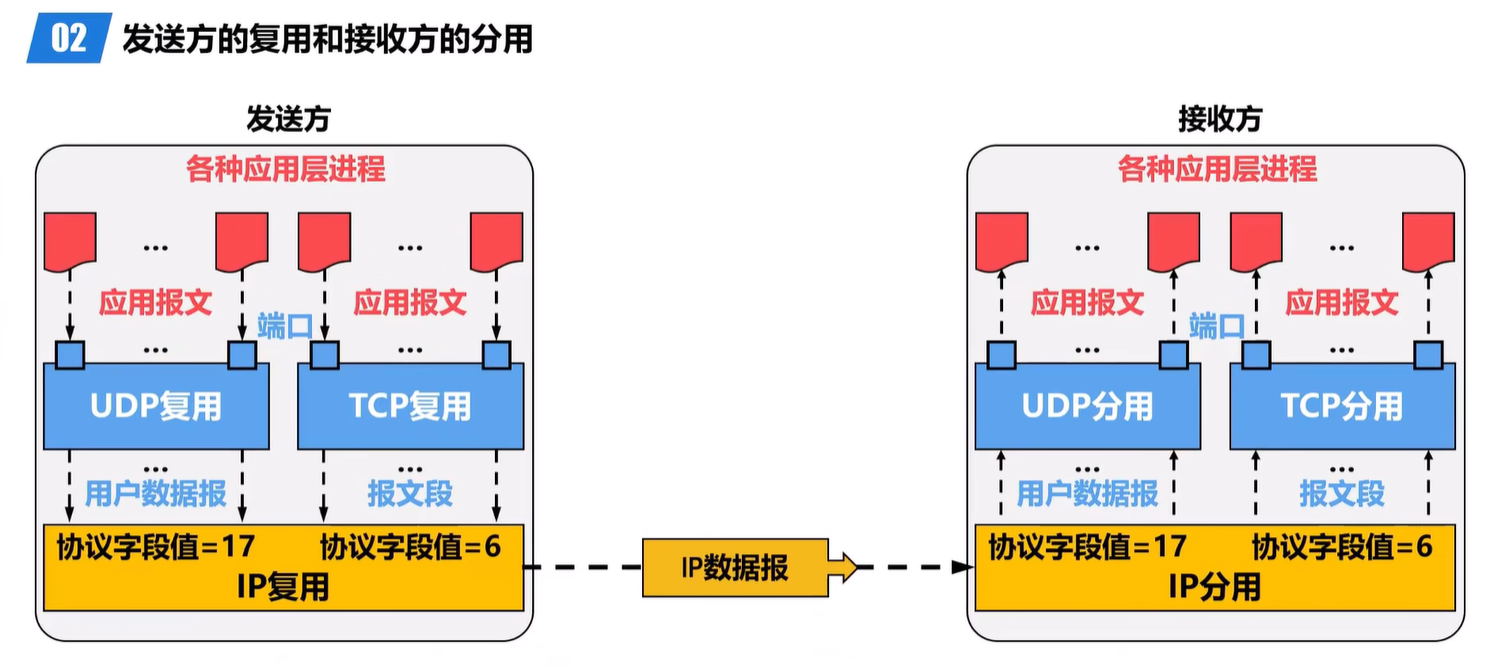 02 发送方的复用和接收方的分用
发送方
各种应用层进程
... ...
应用报文 应用报文
端口
... ...
UDP复用 TCP复用
... ...
用户数据报 报文段
协议字段值=17 协议字段值=6
IP复用
IP数据报
接收方
各种应用层进程
... ...
应用报文 应用报文
端口
... ...
UDP分用 TCP分用
... ...
用户数据报 报文段
协议字段值=17 协议字段值=6
IP分用